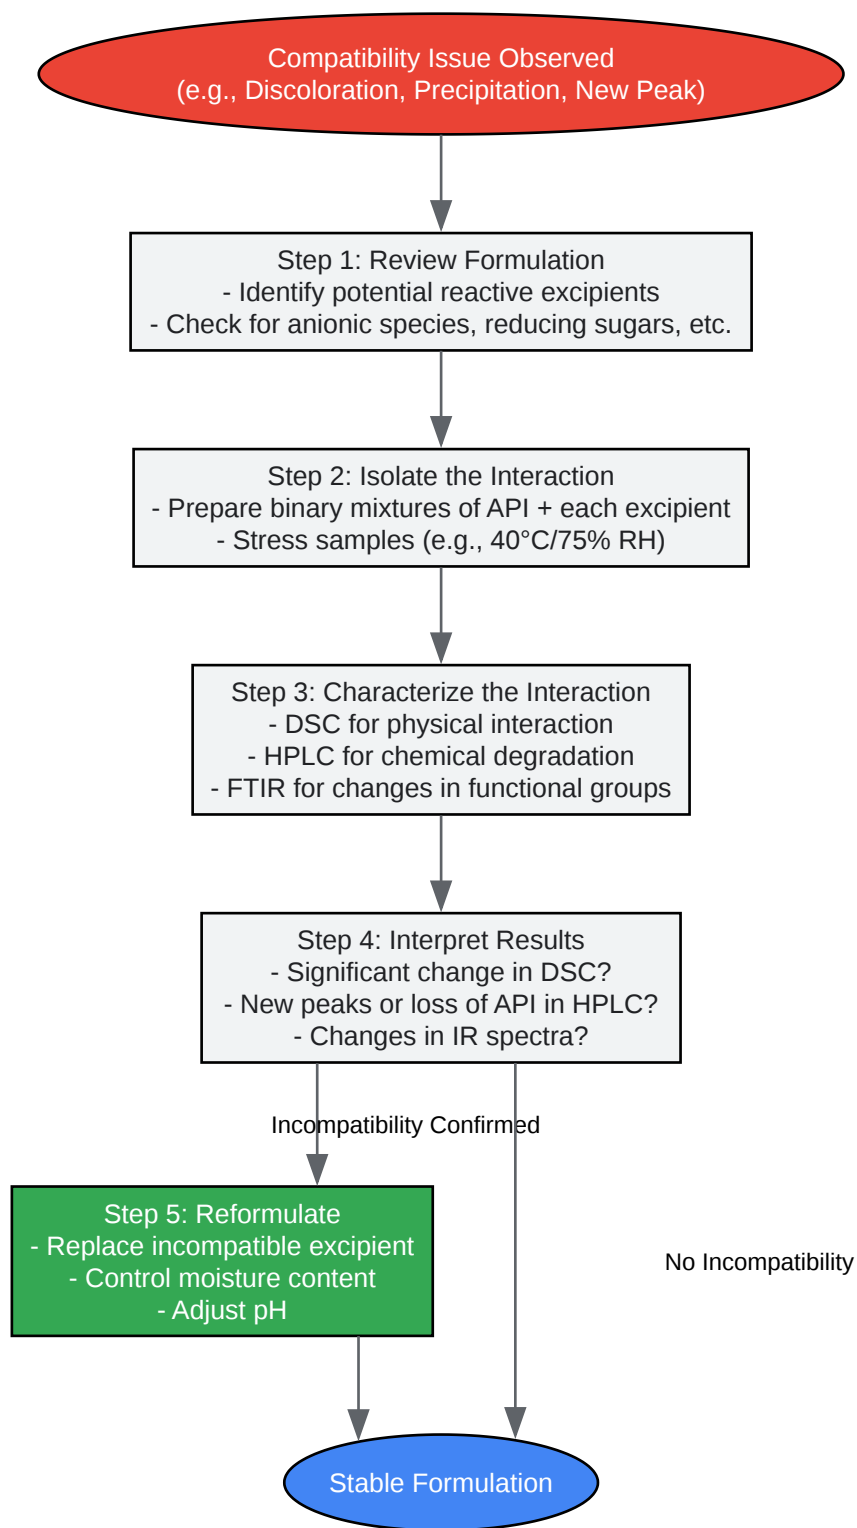 Compatibility Issue Observed
(e.g., Discoloration, Precipitation, New Peak)
Step 1: Review Formulation
- Identify potential reactive excipients
- Check for anionic species, reducing sugars, etc.
Step 2: Isolate the Interaction
- Prepare binary mixtures of API + each excipient
- Stress samples (e.g., 40°C/75% RH)
Step 3: Characterize the Interaction
- DSC for physical interaction
- HPLC for chemical degradation
- FTIR for changes in functional groups
Step 4: Interpret Results
- Significant change in DSC?
- New peaks or loss of API in HPLC?
- Changes in IR spectra?
Incompatibility Confirmed
Step 5: Reformulate
- Replace incompatible excipient
- Control moisture content
- Adjust pH
No Incompatibility
Stable Formulation